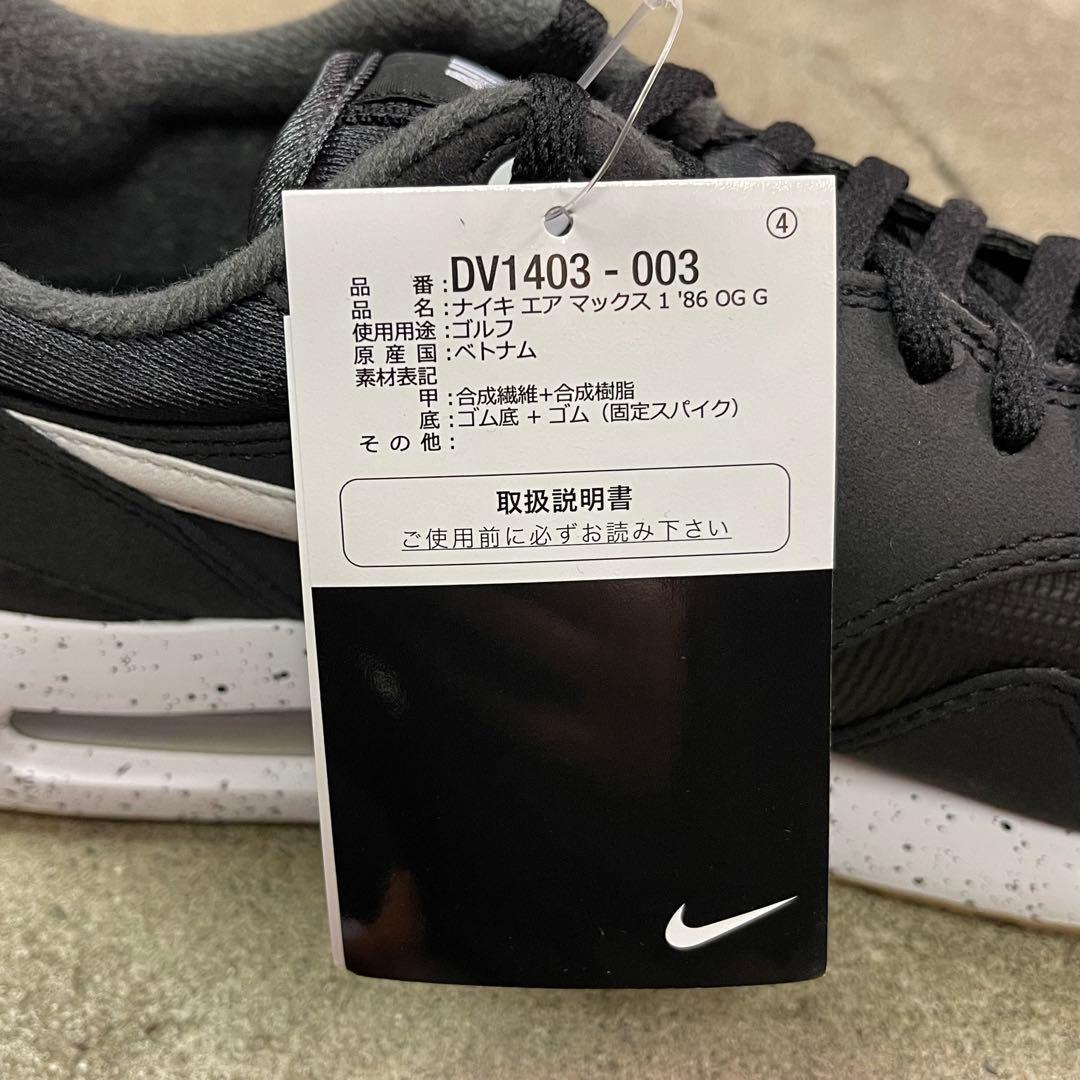 ④
品 番：DV1403 - 003
品 名：ナイキ エア マックス 1 '86 OG G
使用用途：ゴルフ
原 産 国：ベトナム
素材表記
甲：合成繊維+合成樹脂
底：ゴム底 + ゴム（固定スパイク）
そ の 他：
取扱説明書
ご使用前に必ずお読み下さい